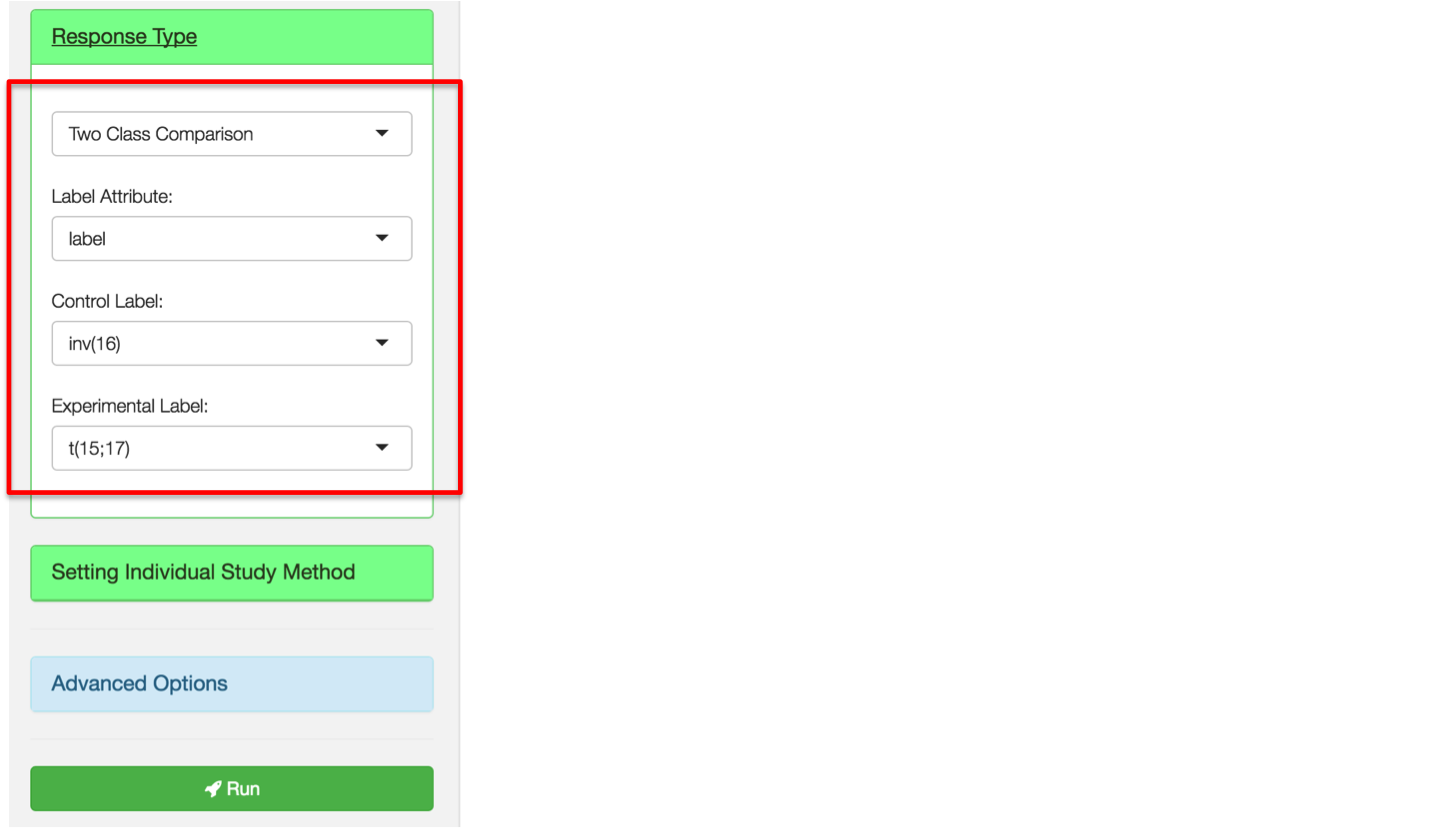 Response Type
Two Class Comparison
Label Attribute:
label
Control Label:
inv(16)
Experimental Label:
t(15;17)
Setting Individual Study Method
Advanced Options
Run